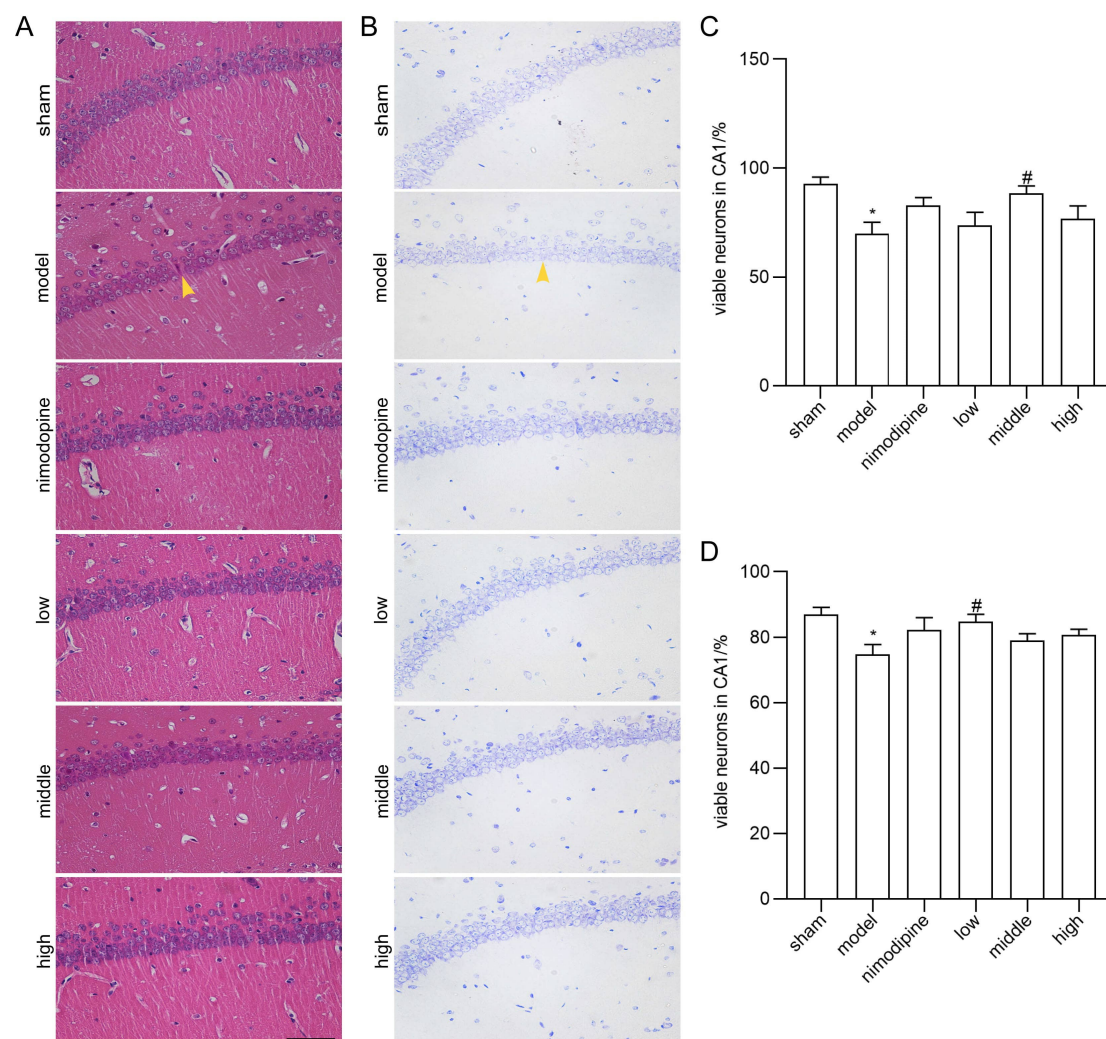 A
sham
model
nimodopine
low
middle
high
B
sham
model
nimodopine
low
middle
high
C
viable neurons in CA1/%
150
100
50
0
*
#
sham
model
nimodipine
low
middle
high
D
viable neurons in CA1/%
100
80
60
40
20
0
*
#
sham
model
nimodipine
low
middle
high